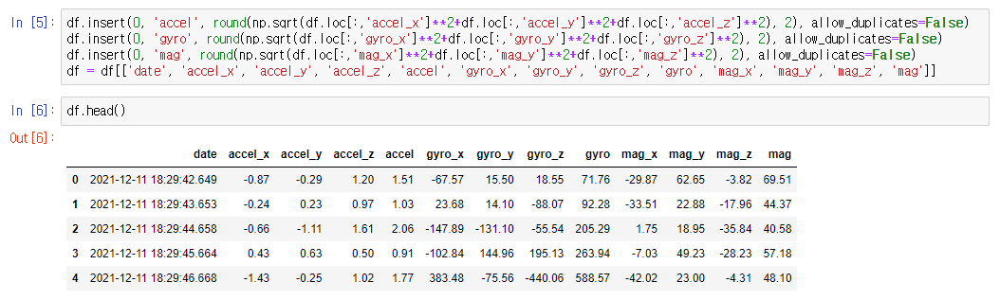 In [5]: df.insert(0, 'accel', round(np.sqrt(df.loc[:,'accel_x']**2+df.loc[:,'accel_y']**2+df.loc[:,'accel_z']**2), 2), allow_duplicates=False)
df.insert(0, 'gyro', round(np.sqrt(df.loc[:,'gyro_x']**2+df.loc[:,'gyro_y']**2+df.loc[:,'gyro_z']**2), 2), allow_duplicates=False)
df.insert(0, 'mag', round(np.sqrt(df.loc[:,'mag_x']**2+df.loc[:,'mag_y']**2+df.loc[:,'mag_z']**2), 2), allow_duplicates=False)
df = df[['date', 'accel_x', 'accel_y', 'accel_z', 'accel', 'gyro_x', 'gyro_y', 'gyro_z', 'gyro', 'mag_x', 'mag_y', 'mag_z', 'mag']]
In [6]: df.head()
Out[6]:
date accel_x accel_y accel_z accel gyro_x gyro_y gyro_z gyro mag_x mag_y mag_z mag
0 2021-12-11 18:29:42.649 -0.87 -0.29 1.20 1.51 -67.57 15.50 18.55 71.76 -29.87 62.65 -3.82 69.51
1 2021-12-11 18:29:43.653 -0.24 0.23 0.97 1.03 23.68 14.10 -88.07 92.28 -33.51 22.88 -17.96 44.37
2 2021-12-11 18:29:44.658 -0.66 -1.11 1.61 2.06 -147.89 -131.10 -55.54 205.29 1.75 18.95 -35.84 40.58
3 2021-12-11 18:29:45.664 0.43 0.63 0.50 0.91 -102.84 144.96 195.13 263.94 -7.03 49.23 -28.23 57.18
4 2021-12-11 18:29:46.668 -1.43 -0.25 1.02 1.77 383.48 -75.56 -440.06 588.57 -42.02 23.00 -4.31 48.10